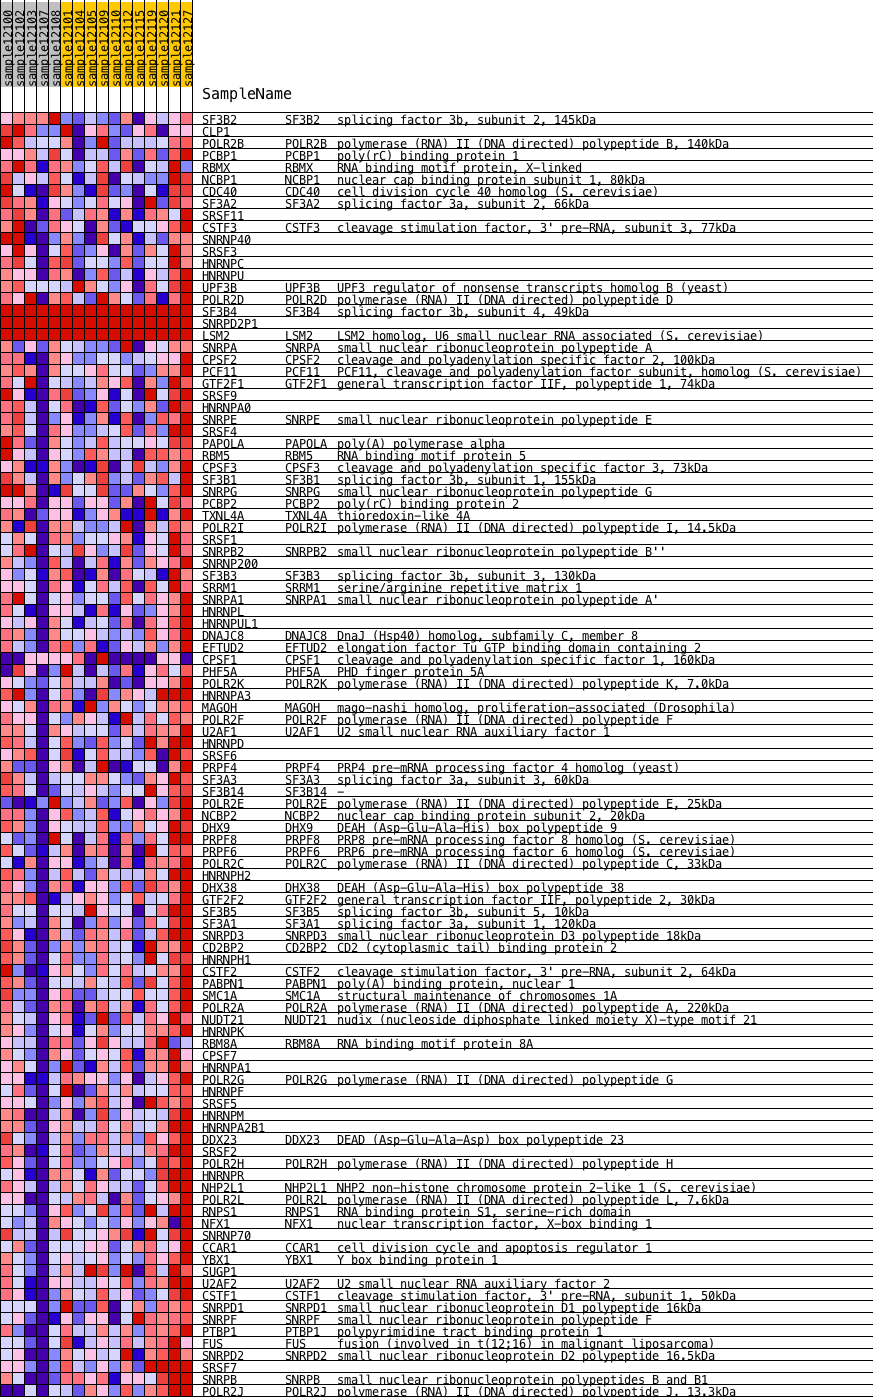 sample12100
sample12102
sample12103
sample12107
sample12108
sample12101
sample12104
sample12105
sample12109
sample12110
sample12112
sample12115
sample12119
sample12120
sample12121
sample12127
SampleName
SF3B2 SF3B2 splicing factor 3b, subunit 2, 145kDa
CLP1
POLR2B POLR2B polymerase (RNA) II (DNA directed) polypeptide B, 140kDa
PCBP1 PCBP1 poly(rC) binding protein 1
RBMX RBMX RNA binding motif protein, X-linked
NCBP1 NCBP1 nuclear cap binding protein subunit 1, 80kDa
CDC40 CDC40 cell division cycle 40 homolog (S. cerevisiae)
SF3A2 SF3A2 splicing factor 3a, subunit 2, 66kDa
SRSF11
CSTF3 CSTF3 cleavage stimulation factor, 3' pre-RNA, subunit 3, 77kDa
SNRNP40
SRSF3
HNRNPC
HNRNPU
UPF3B UPF3B UPF3 regulator of nonsense transcripts homolog B (yeast)
POLR2D POLR2D polymerase (RNA) II (DNA directed) polypeptide D
SF3B4 SF3B4 splicing factor 3b, subunit 4, 49kDa
SNRPD2P1
LSM2 LSM2 LSM2 homolog, U6 small nuclear RNA associated (S. cerevisiae)
SNRPA SNRPA small nuclear ribonucleoprotein polypeptide A
CPSF2 CPSF2 cleavage and polyadenylation specific factor 2, 100kDa
PCF11 PCF11 PCF11, cleavage and polyadenylation factor subunit, homolog (S. cerevisiae)
GTF2F1 GTF2F1 general transcription factor IIF, polypeptide 1, 74kDa
SRSF9
HNRNPA0
SNRPE SNRPE small nuclear ribonucleoprotein polypeptide E
SRSF4
PAPOLA PAPOLA poly(A) polymerase alpha
RBM5 RBM5 RNA binding motif protein 5
CPSF3 CPSF3 cleavage and polyadenylation specific factor 3, 73kDa
SF3B1 SF3B1 splicing factor 3b, subunit 1, 155kDa
SNRPG SNRPG small nuclear ribonucleoprotein polypeptide G
PCBP2 PCBP2 poly(rC) binding protein 2
TXNL4A TXNL4A thioredoxin-like 4A
POLR2I POLR2I polymerase (RNA) II (DNA directed) polypeptide I, 14.5kDa
SRSF1
SNRPB2 SNRPB2 small nuclear ribonucleoprotein polypeptide B''
SNRNP200
SF3B3 SF3B3 splicing factor 3b, subunit 3, 130kDa
SRRM1 SRRM1 serine/arginine repetitive matrix 1
SNRPA1 SNRPA1 small nuclear ribonucleoprotein polypeptide A'
HNRNPL
HNRNPUL1
DNAJC8 DNAJC8 DnaJ (Hsp40) homolog, subfamily C, member 8
EFTUD2 EFTUD2 elongation factor Tu GTP binding domain containing 2
CPSF1 CPSF1 cleavage and polyadenylation specific factor 1, 160kDa
PHF5A PHF5A PHD finger protein 5A
POLR2K POLR2K polymerase (RNA) II (DNA directed) polypeptide K, 7.0kDa
HNRNPA3
MAGOH MAGOH mago-nashi homolog, proliferation-associated (Drosophila)
POLR2F POLR2F polymerase (RNA) II (DNA directed) polypeptide F
U2AF1 U2AF1 U2 small nuclear RNA auxiliary factor 1
HNRNPD
SRSF6
PRPF4 PRPF4 PRP4 pre-mRNA processing factor 4 homolog (yeast)
SF3A3 SF3A3 splicing factor 3a, subunit 3, 60kDa
SF3B14 SF3B14 -
POLR2E POLR2E polymerase (RNA) II (DNA directed) polypeptide E, 25kDa
NCBP2 NCBP2 nuclear cap binding protein subunit 2, 20kDa
DHX9 DHX9 DEAH (Asp-Glu-Ala-His) box polypeptide 9
PRPF8 PRPF8 PRP8 pre-mRNA processing factor 8 homolog (S. cerevisiae)
PRPF6 PRPF6 PRP6 pre-mRNA processing factor 6 homolog (S. cerevisiae)
POLR2C POLR2C polymerase (RNA) II (DNA directed) polypeptide C, 33kDa
HNRNPH2
DHX38 DHX38 DEAH (Asp-Glu-Ala-His) box polypeptide 38
GTF2F2 GTF2F2 general transcription factor IIF, polypeptide 2, 30kDa
SF3B5 SF3B5 splicing factor 3b, subunit 5, 10kDa
SF3A1 SF3A1 splicing factor 3a, subunit 1, 120kDa
SNRPD3 SNRPD3 small nuclear ribonucleoprotein D3 polypeptide 18kDa
CD2BP2 CD2BP2 CD2 (cytoplasmic tail) binding protein 2
HNRNPH1
CSTF2 CSTF2 cleavage stimulation factor, 3' pre-RNA, subunit 2, 64kDa
PABPN1 PABPN1 poly(A) binding protein, nuclear 1
SMC1A SMC1A structural maintenance of chromosomes 1A
POLR2A POLR2A polymerase (RNA) II (DNA directed) polypeptide A, 220kDa
NUDT21 NUDT21 nudix (nucleoside diphosphate linked moiety X)-type motif 21
HNRNPK
RBM8A RBM8A RNA binding motif protein 8A
CPSF7
HNRNPA1
POLR2G POLR2G polymerase (RNA) II (DNA directed) polypeptide G
HNRNPF
SRSF5
HNRNPM
HNRNPA2B1
DDX23 DDX23 DEAD (Asp-Glu-Ala-Asp) box polypeptide 23
SRSF2
POLR2H POLR2H polymerase (RNA) II (DNA directed) polypeptide H
HNRNPR
NHP2L1 NHP2L1 NHP2 non-histone chromosome protein 2-like 1 (S. cerevisiae)
POLR2L POLR2L polymerase (RNA) II (DNA directed) polypeptide L, 7.6kDa
RNPS1 RNPS1 RNA binding protein S1, serine-rich domain
NFX1 NFX1 nuclear transcription factor, X-box binding 1
SNRNP70
CCAR1 CCAR1 cell division cycle and apoptosis regulator 1
YBX1 YBX1 Y box binding protein 1
SUGP1
U2AF2 U2AF2 U2 small nuclear RNA auxiliary factor 2
CSTF1 CSTF1 cleavage stimulation factor, 3' pre-RNA, subunit 1, 50kDa
SNRPD1 SNRPD1 small nuclear ribonucleoprotein D1 polypeptide 16kDa
SNRPF SNRPF small nuclear ribonucleoprotein polypeptide F
PTBP1 PTBP1 polypyrimidine tract binding protein 1
FUS FUS fusion (involved in t(12;16) in malignant liposarcoma)
SNRPD2 SNRPD2 small nuclear ribonucleoprotein D2 polypeptide 16.5kDa
SRSF7
SNRPB SNRPB small nuclear ribonucleoprotein polypeptides B and B1
POLR2J POLR2J polymerase (RNA) II (DNA directed) polypeptide J, 13.3kDa